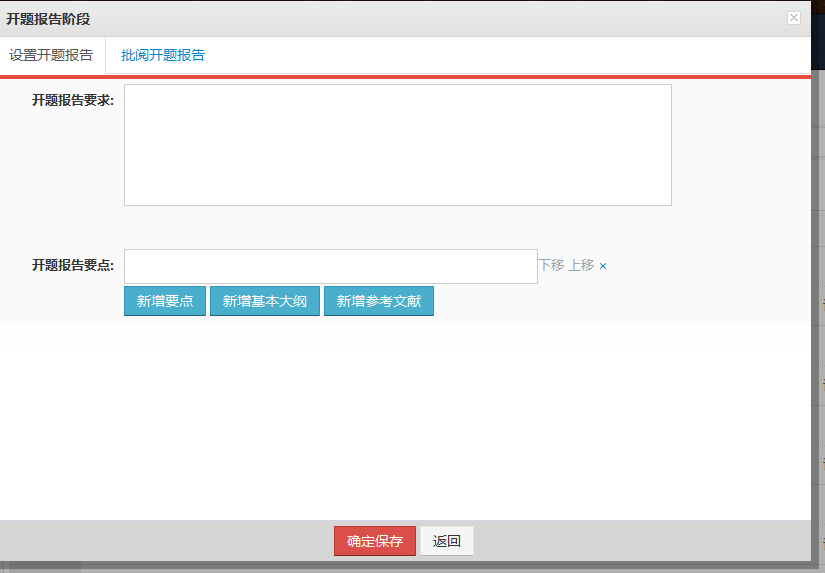 开题报告阶段
设置开题报告 批阅开题报告
开题报告要求:
开题报告要点: 下移 上移 ×
新增要点 新增基本大纲 新增参考文献
确定保存 返回